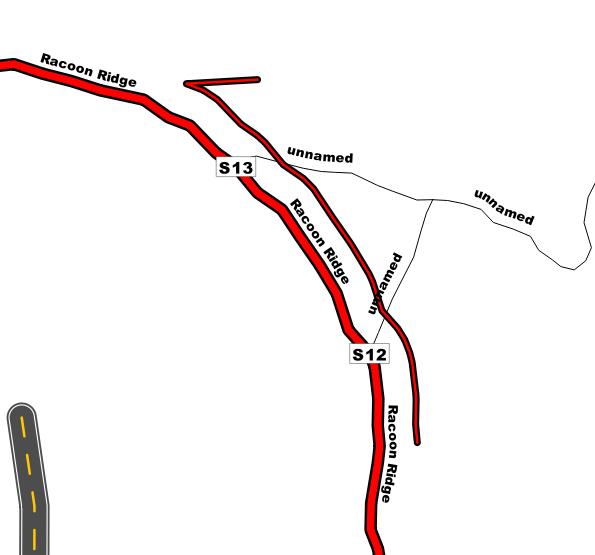 Racoon Ridge
unnamed
S13
unnamed
Racoon Ridge
unnamed
S12
Racoon Ridge